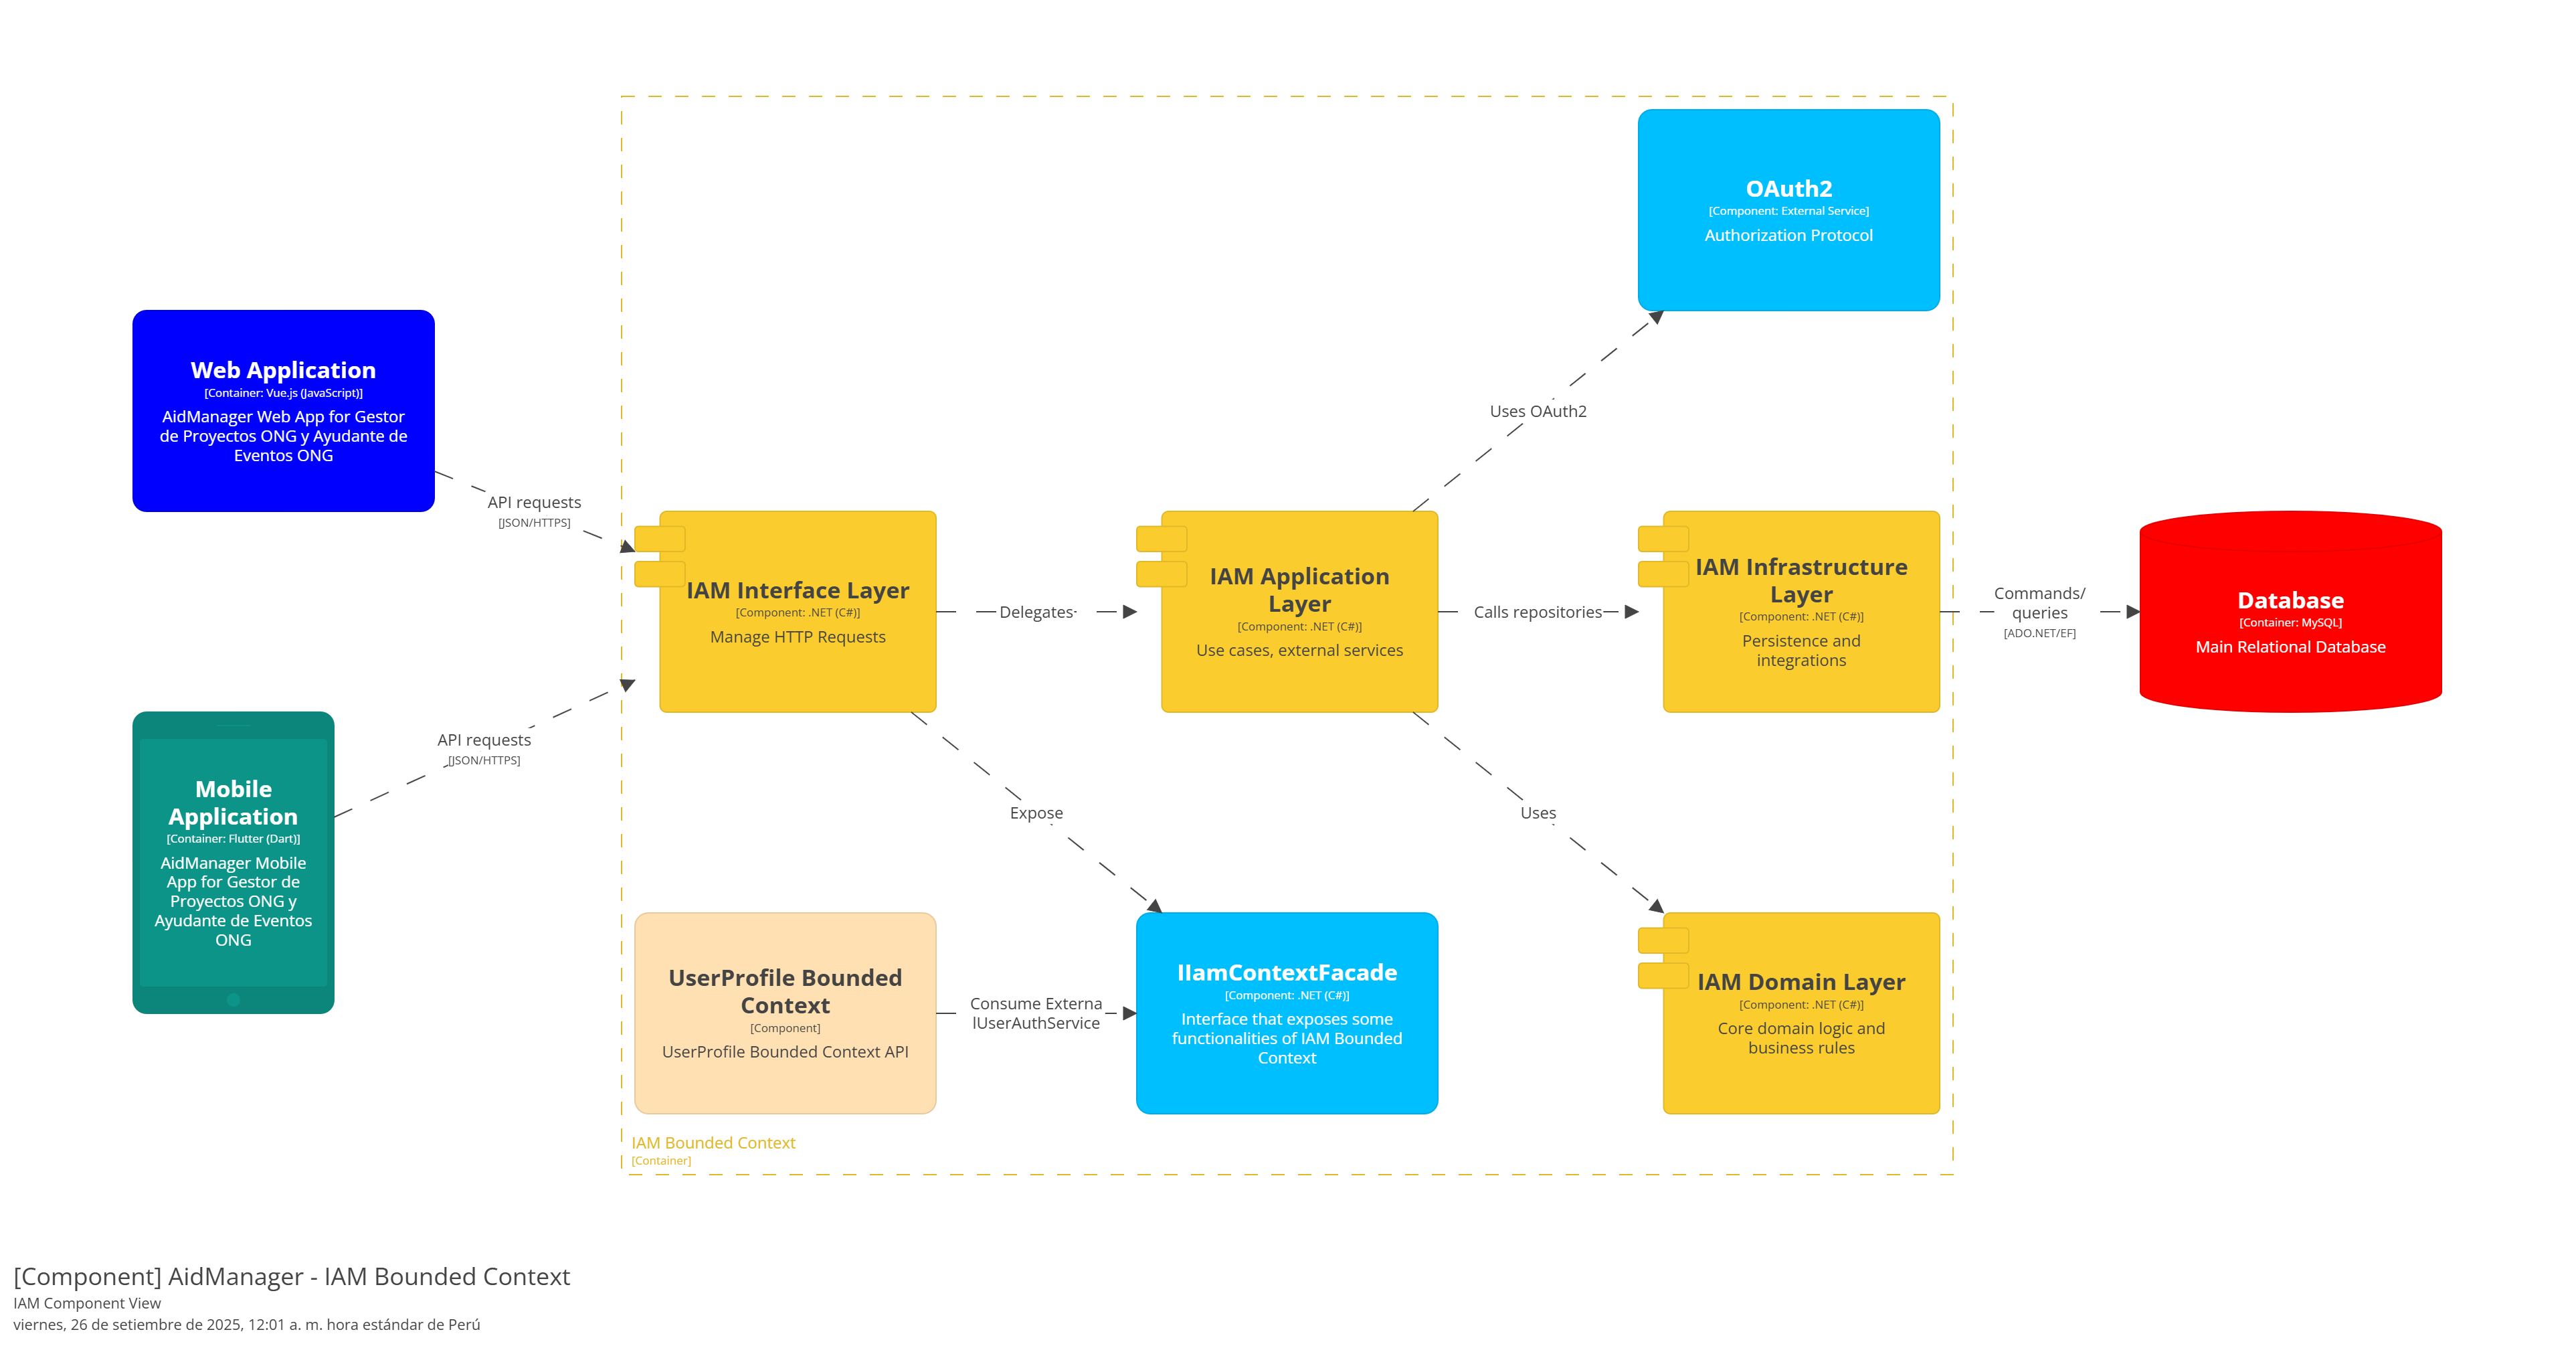 OAuth2
[Component: External Service]
Authorization Protocol
Web Application
[Container: Vue.js (JavaScript)]
AidManager Web App for Gestor
de Proyectos ONG y Ayudante de
Eventos ONG
Uses OAuth2
API requests
[JSON/HTTPS]
IAM Interface Layer
[Component: .NET (C#)]
Manage HTTP Requests
Delegates
IAM Application
Layer
[Component: .NET (C#)]
Use cases, external services
Calls repositories
IAM Infrastructure
Layer
[Component: .NET (C#)]
Persistence and
integrations
Commands/
queries
[ADO.NET/EF]
Database
[Container: MySQL]
Main Relational Database
API requests
[JSON/HTTPS]
Mobile
Application
[Container: Flutter (Dart)]
AidManager Mobile
App for Gestor de
Proyectos ONG y
Ayudante de Eventos
ONG
Expose
Uses
UserProfile Bounded
Context
[Component]
UserProfile Bounded Context API
Consume Externa
lUserAuthService
IIamContextFacade
[Component: .NET (C#)]
Interface that exposes some
functionalities of IAM Bounded
Context
IAM Domain Layer
[Component: .NET (C#)]
Core domain logic and
business rules
IAM Bounded Context
[Container]
[Component] AidManager - IAM Bounded Context
IAM Component View
viernes, 26 de setiembre de 2025, 12:01 a. m. hora estándar de Perú